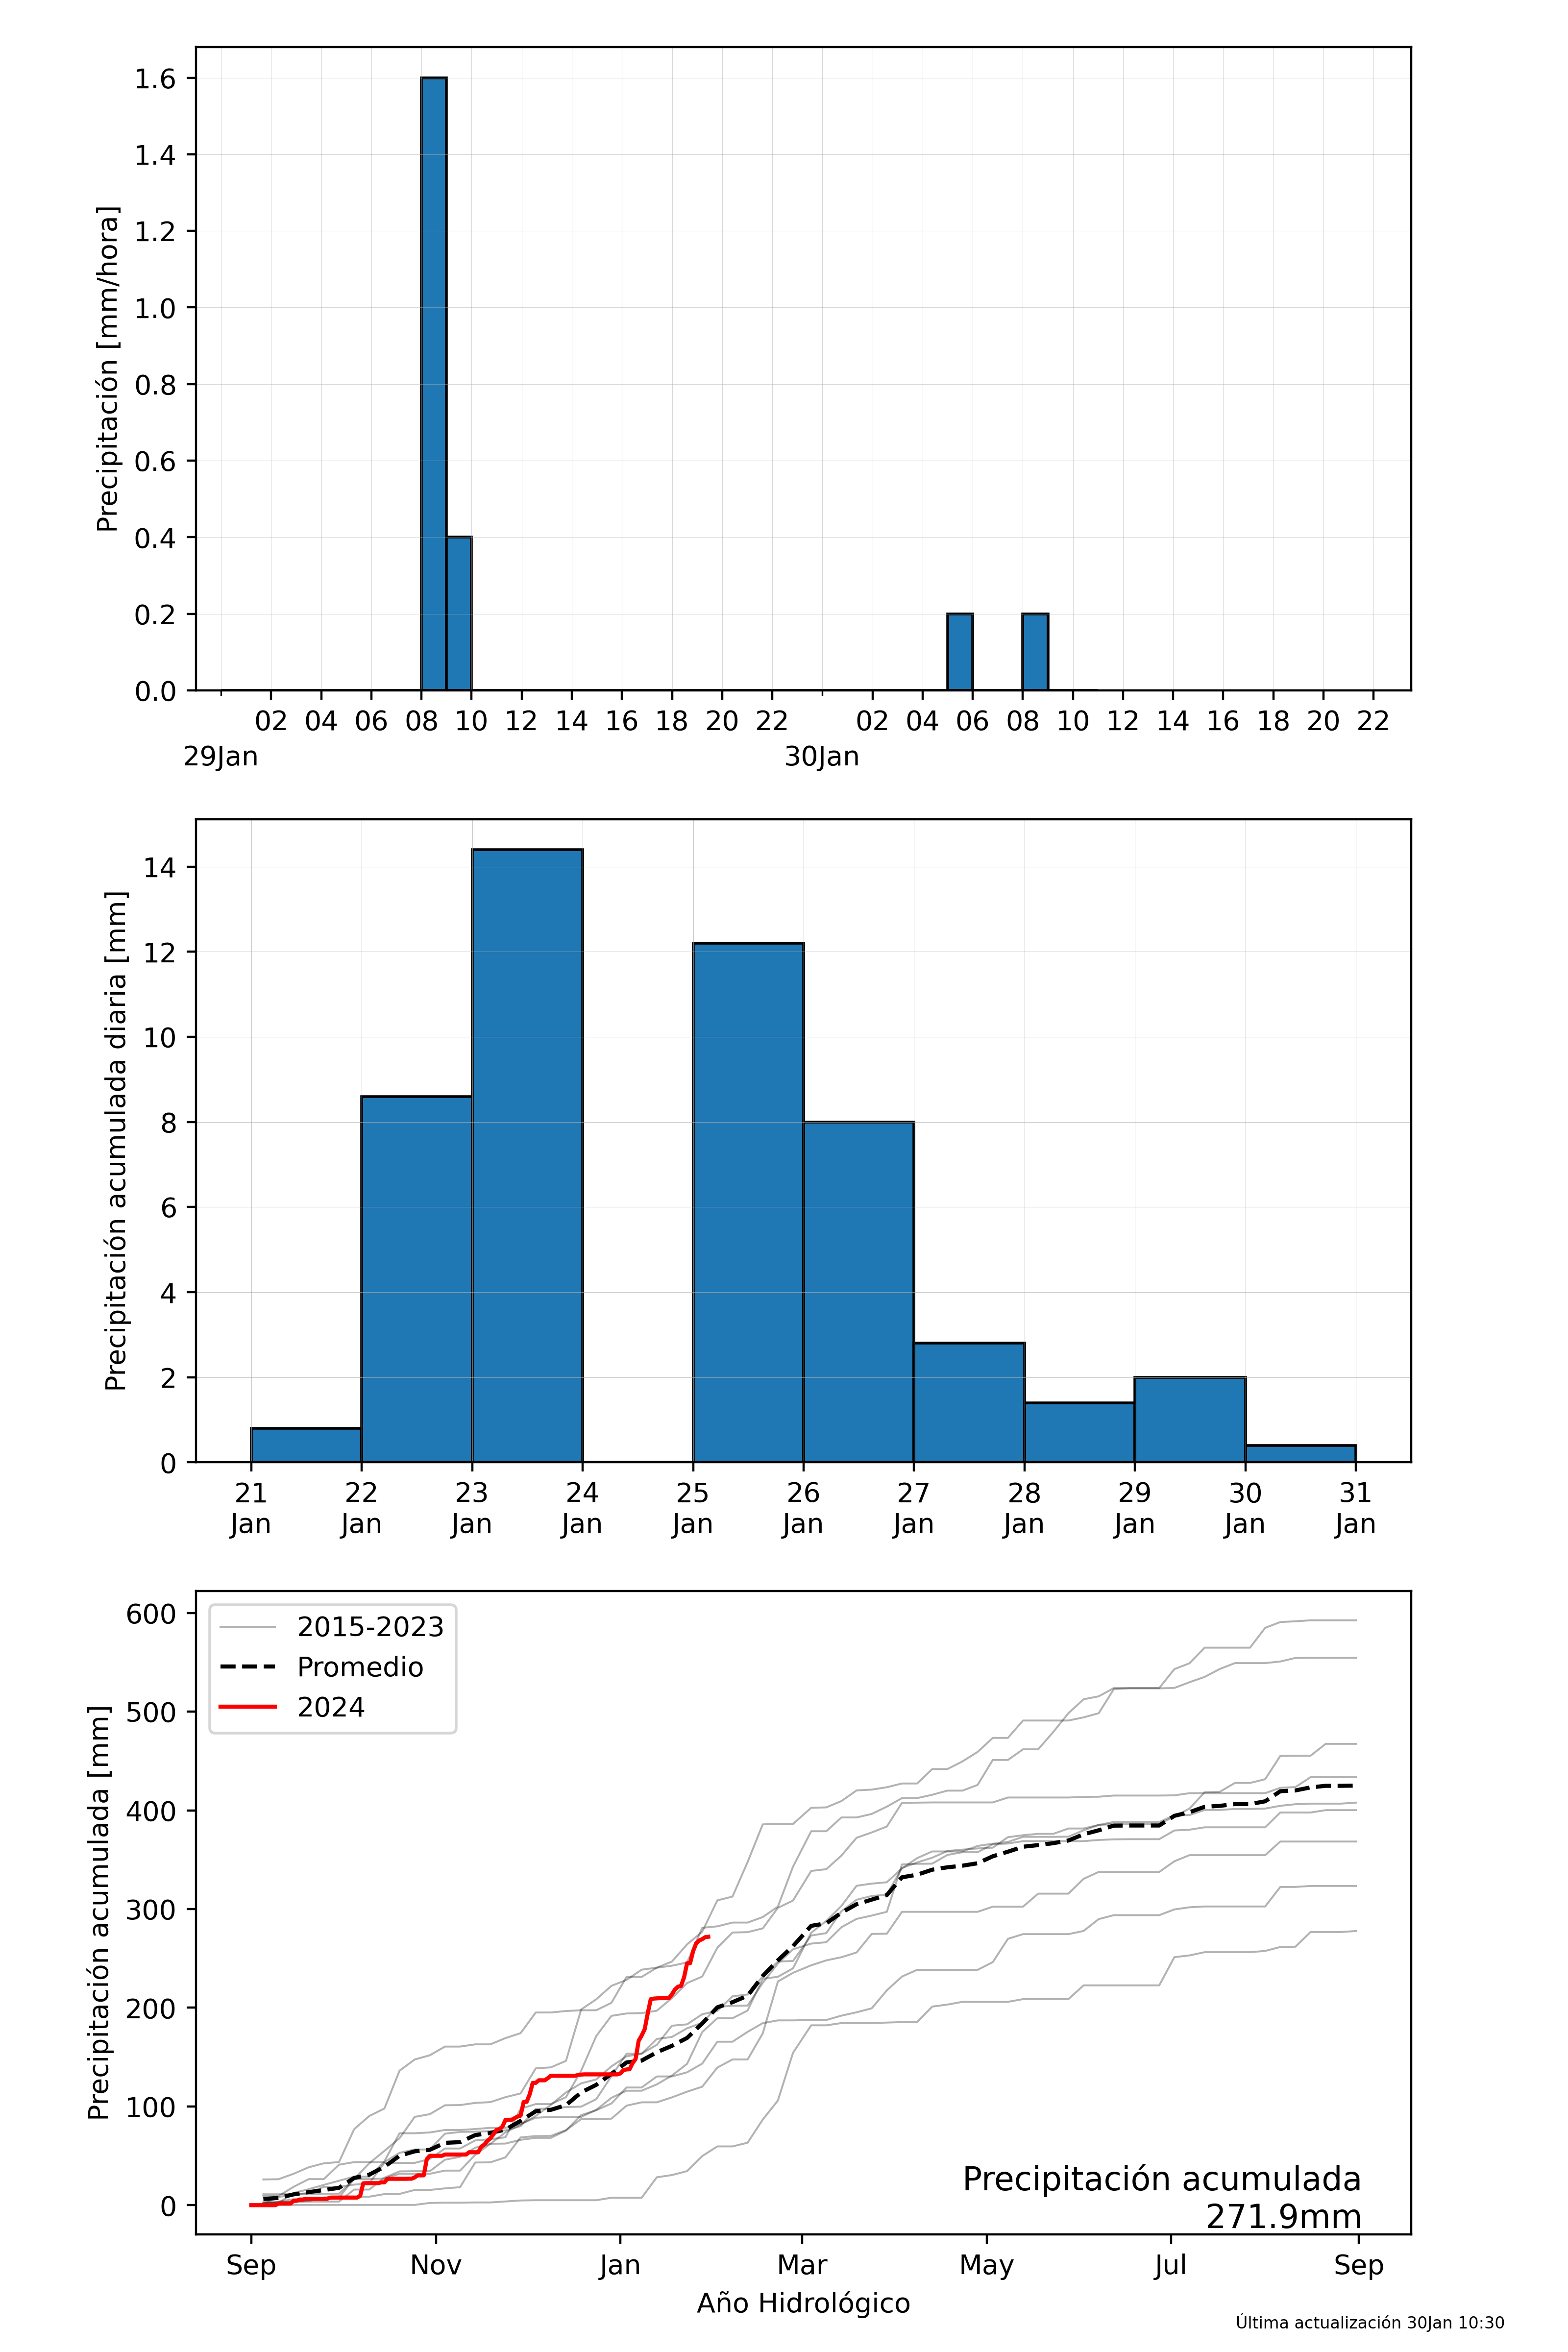 Precipitación [mm/hora]
1.6
1.4
1.2
1.0
0.8
0.6
0.4
0.2
0.0
02 04 06 08 10 12 14 16 18 20 22 02 04 06 08 10 12 14 16 18 20 22
29Jan 30Jan
Precipitación acumulada diaria [mm]
14
12
10
8
6
4
2
0
21 22 23 24 25 26 27 28 29 30 31
Jan Jan Jan Jan Jan Jan Jan Jan Jan Jan Jan
Precipitación acumulada [mm]
600
500
400
300
200
100
0
2015-2023
Promedio
2024
Precipitación acumulada
271.9mm
Sep Nov Jan Mar May Jul Sep
Año Hidrológico
Última actualización 30Jan 10:30